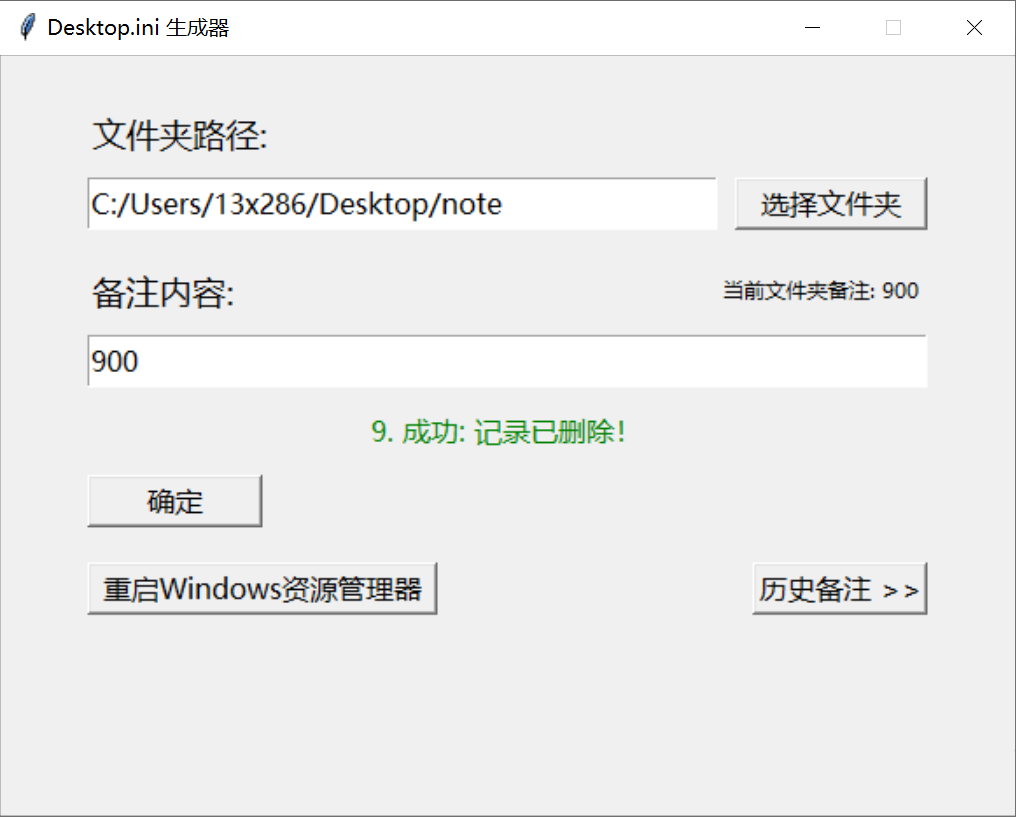 Desktop.ini 生成器
文件夹路径:
C:/Users/13x286/Desktop/note
选择文件夹
备注内容:
当前文件夹备注: 900
900
9. 成功: 记录已删除!
确定
重启Windows资源管理器
历史备注 >>